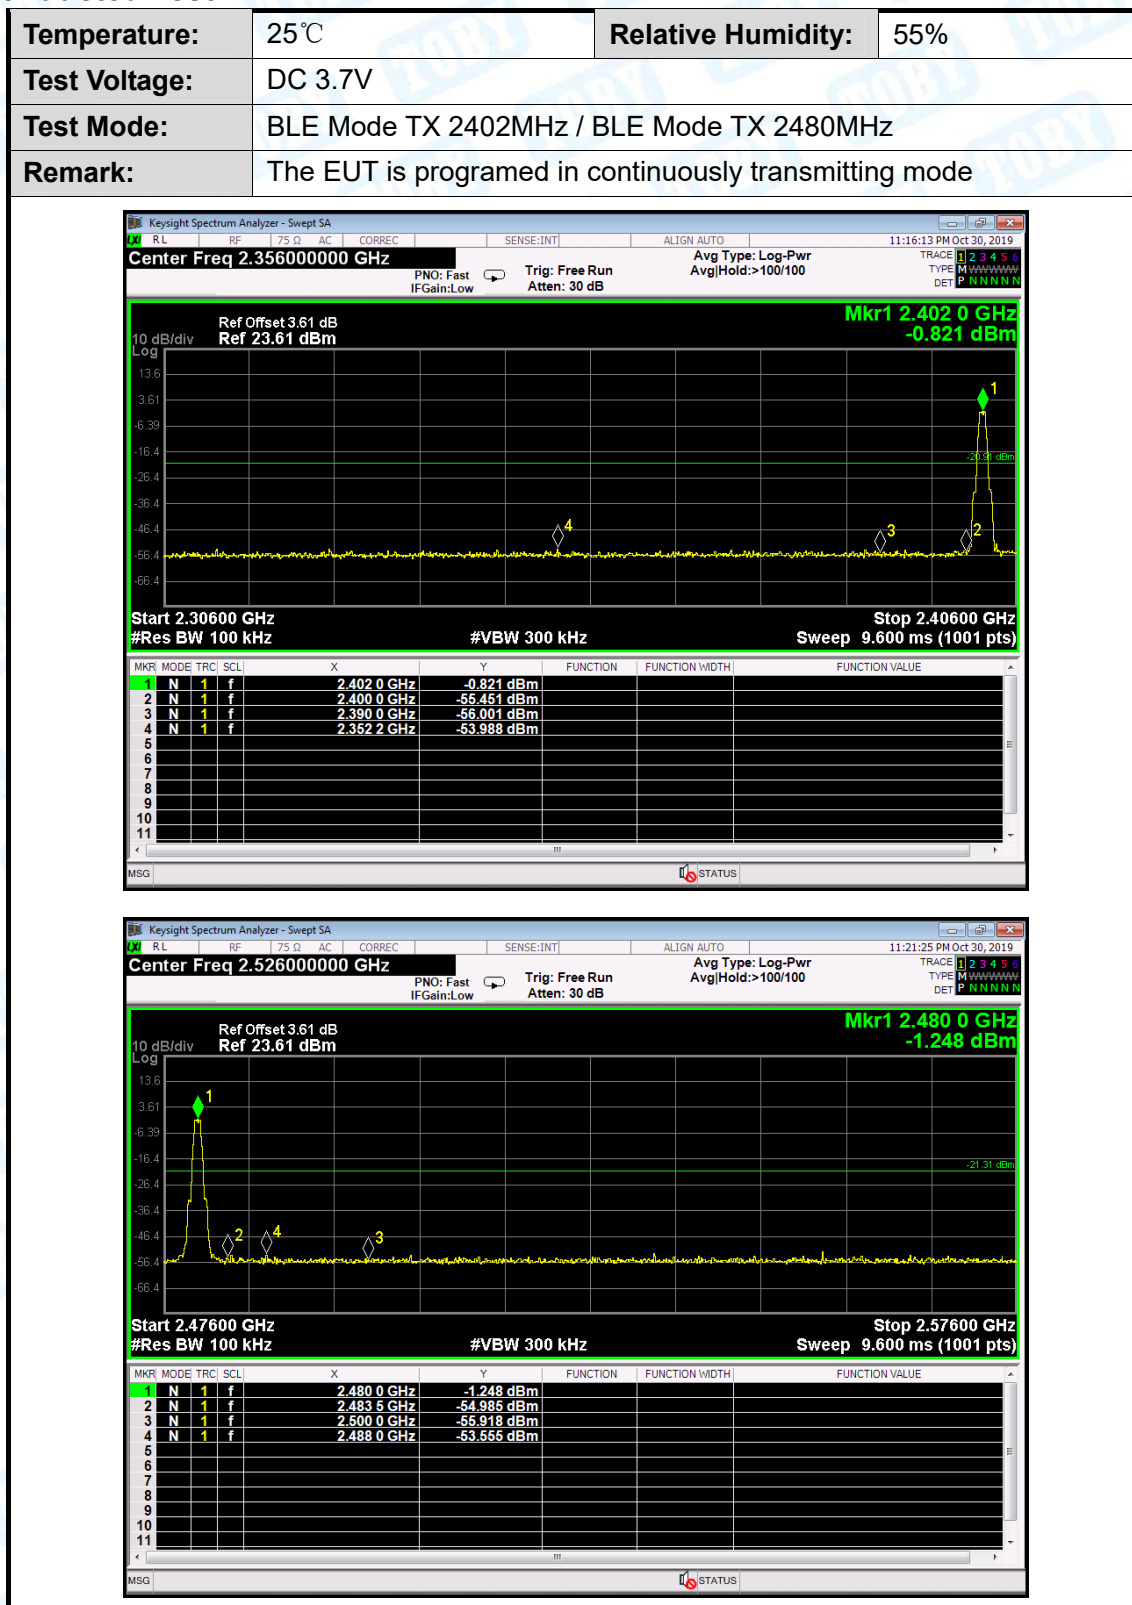 Temperature: 25℃ Relative Humidity: 55%
Test Voltage: DC 3.7V
Test Mode: BLE Mode TX 2402MHz / BLE Mode TX 2480MHz
Remark: The EUT is programed in continuously transmitting mode
Keysight Spectrum Analyzer - Swept SA
LXI RL RF 75 Ω AC CORREC SENSE:INT ALIGN AUTO 11:16:13 PM Oct 30, 2019
Center Freq 2.356000000 GHz Avg Type: Log-Pwr TRACE 1 2 3 4 5 6
PNO: Fast Trig: Free Run Avg|Hold:>100/100 TYPE M WWWWW
IFGain:Low Atten: 30 dB DET P N N N N N
Mkr1 2.402 0 GHz
Ref Offset 3.61 dB
10 dB/div Ref 23.61 dBm -0.821 dBm
Log
13.6
1
3.61
-6.39
-16.4
-20.91 dBm
-26.4
-36.4
-46.4
4 3 2
-56.4
-66.4
Start 2.30600 GHz Stop 2.40600 GHz
#Res BW 100 kHz #VBW 300 kHz Sweep 9.600 ms (1001 pts)
MKR MODE TRC SCL X Y FUNCTION FUNCTION WIDTH FUNCTION VALUE
1 N 1 f 2.402 0 GHz -0.821 dBm
2 N 1 f 2.400 0 GHz -55.451 dBm
3 N 1 f 2.390 0 GHz -56.001 dBm
4 N 1 f 2.352 2 GHz -53.988 dBm
5
6
7
8
9
10
11
MSG STATUS
Keysight Spectrum Analyzer - Swept SA
LXI RL RF 75 Ω AC CORREC SENSE:INT ALIGN AUTO 11:21:25 PM Oct 30, 2019
Center Freq 2.526000000 GHz Avg Type: Log-Pwr TRACE 1 2 3 4 5 6
PNO: Fast Trig: Free Run Avg|Hold:>100/100 TYPE M WWWWW
IFGain:Low Atten: 30 dB DET P N N N N N
Mkr1 2.480 0 GHz
Ref Offset 3.61 dB
10 dB/div Ref 23.61 dBm -1.248 dBm
Log
13.6
1
3.61
-6.39
-16.4
-21.31 dBm
-26.4
-36.4
-46.4
2 4 3
-56.4
-66.4
Start 2.47600 GHz Stop 2.57600 GHz
#Res BW 100 kHz #VBW 300 kHz Sweep 9.600 ms (1001 pts)
MKR MODE TRC SCL X Y FUNCTION FUNCTION WIDTH FUNCTION VALUE
1 N 1 f 2.480 0 GHz -1.248 dBm
2 N 1 f 2.483 5 GHz -54.985 dBm
3 N 1 f 2.500 0 GHz -55.918 dBm
4 N 1 f 2.488 0 GHz -53.555 dBm
5
6
7
8
9
10
11
MSG STATUS